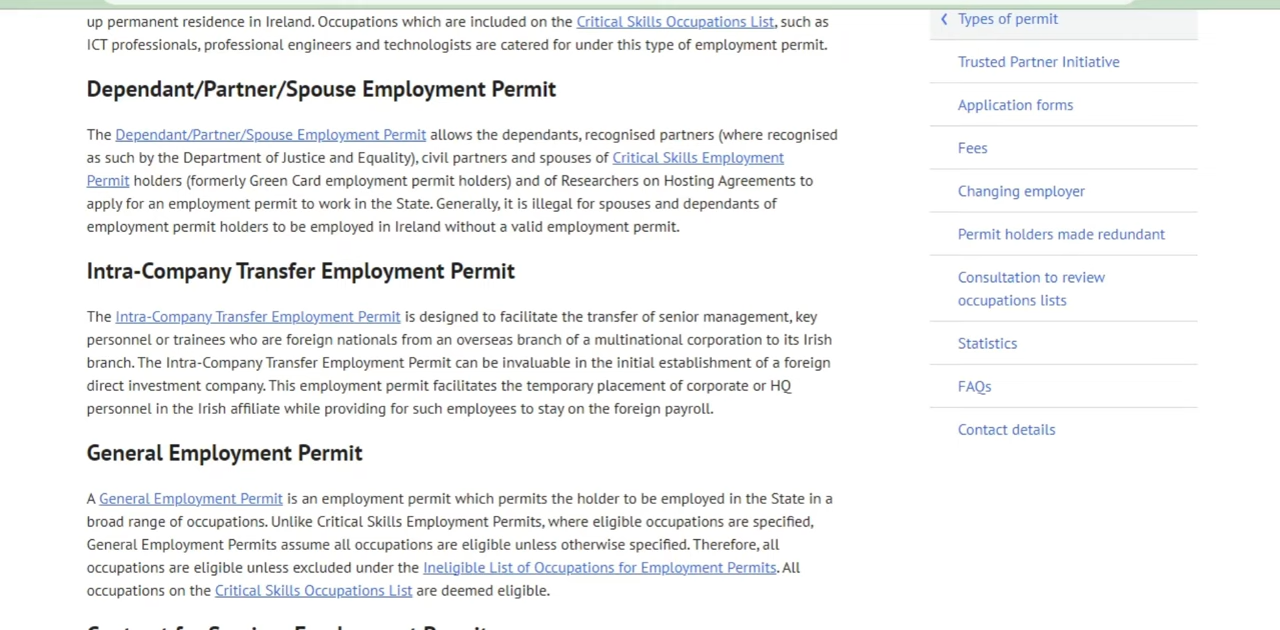 up permanent residence in Ireland. Occupations which are included on the Critical Skills Occupations List, such as
ICT professionals, professional engineers and technologists are catered for under this type of employment permit.
Dependant/Partner/Spouse Employment Permit
The Dependant/Partner/Spouse Employment Permit allows the dependants, recognised partners (where recognised
as such by the Department of Justice and Equality), civil partners and spouses of Critical Skills Employment
Permit holders (formerly Green Card employment permit holders) and of Researchers on Hosting Agreements to
apply for an employment permit to work in the State. Generally, it is illegal for spouses and dependants of
employment permit holders to be employed in Ireland without a valid employment permit.
Intra-Company Transfer Employment Permit
The Intra-Company Transfer Employment Permit is designed to facilitate the transfer of senior management, key
personnel or trainees who are foreign nationals from an overseas branch of a multinational corporation to its Irish
branch. The Intra-Company Transfer Employment Permit can be invaluable in the initial establishment of a foreign
direct investment company. This employment permit facilitates the temporary placement of corporate or HQ
personnel in the Irish affiliate while providing for such employees to stay on the foreign payroll.
General Employment Permit
A General Employment Permit is an employment permit which permits the holder to be employed in the State in a
broad range of occupations. Unlike Critical Skills Employment Permits, where eligible occupations are specified,
General Employment Permits assume all occupations are eligible unless otherwise specified. Therefore, all
occupations are eligible unless excluded under the Ineligible List of Occupations for Employment Permits. All
occupations on the Critical Skills Occupations List are deemed eligible.
Types of permit
Trusted Partner Initiative
Application forms
Fees
Changing employer
Permit holders made redundant
Consultation to review
occupations lists
Statistics
FAQs
Contact details